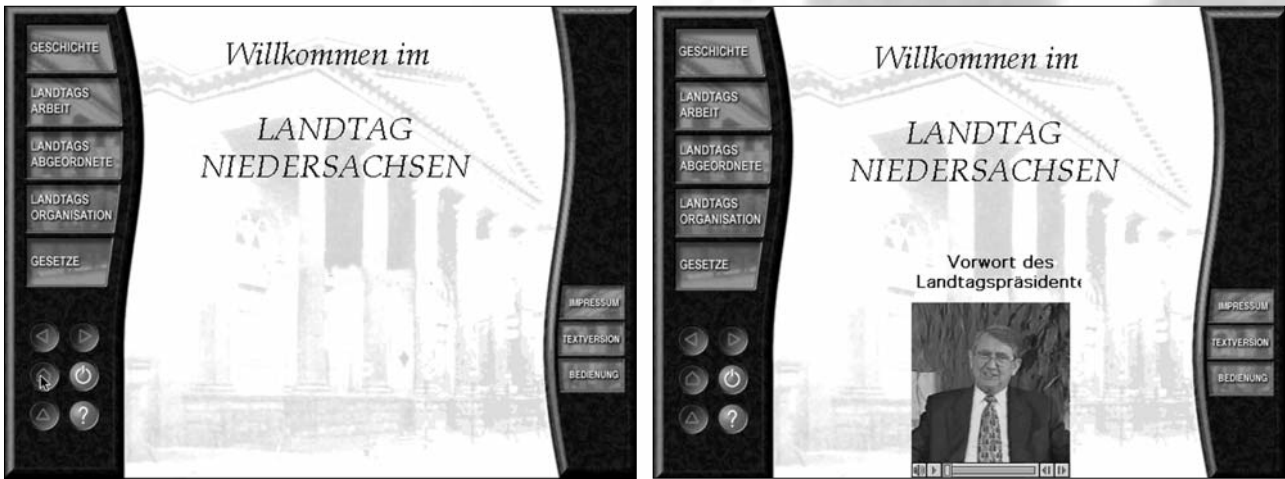 GESCHICHTE
LANDTAGS
ARBEIT
LANDTAGS
ABGEORDNETE
LANDTAGS
ORGANISATION
GESETZE
Willkommen im
LANDTAG
NIEDERSACHSEN
IMPRESSUM
TEXTVERSION
BEDIENUNG
?
GESCHICHTE
LANDTAGS
ARBEIT
LANDTAGS
ABGEORDNETE
LANDTAGS
ORGANISATION
GESETZE
Willkommen im
LANDTAG
NIEDERSACHSEN
Vorwort des
Landtagspräsidente
IMPRESSUM
TEXTVERSION
BEDIENUNG
?